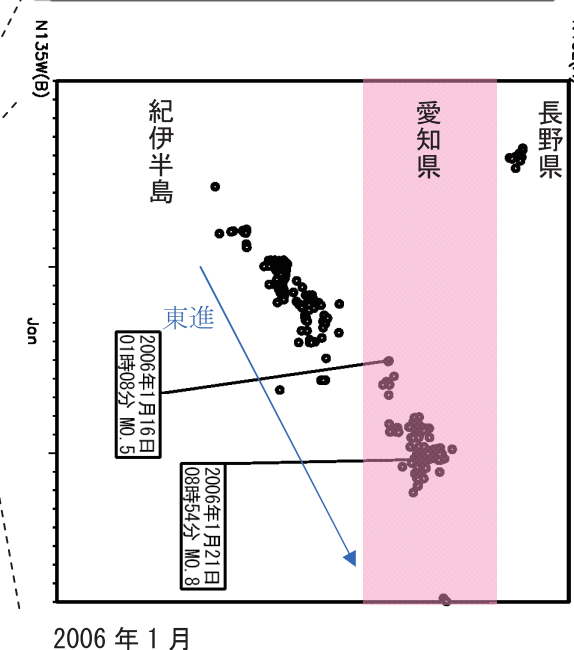 N135W(B)
紀伊半島
愛知県
長野県
東進
Jan
2006年1月16日
01時08分 M0.5
2006年1月21日
08時54分 M0.8
2006 年 1 月